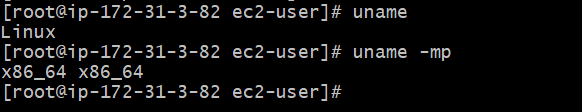 [root@ip-172-31-3-82 ec2-user]# uname
Linux
[root@ip-172-31-3-82 ec2-user]# uname -mp
x86_64 x86_64
[root@ip-172-31-3-82 ec2-user]#